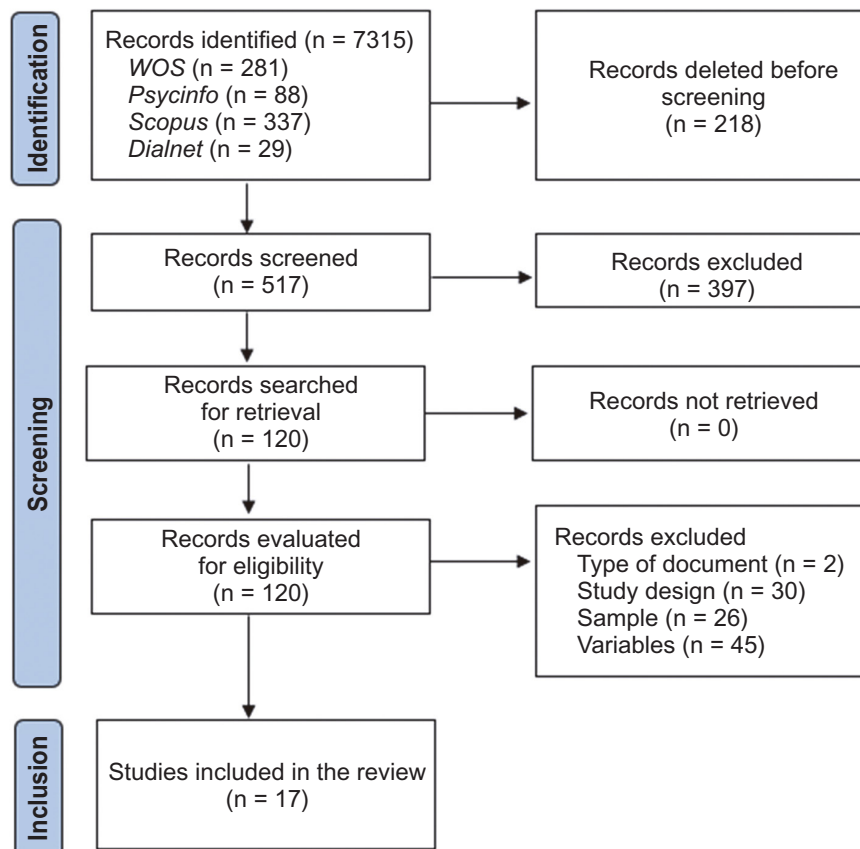 Identification
Records identified (n = 7315)
WOS (n = 281)
Psycinfo (n = 88)
Scopus (n = 337)
Dialnet (n = 29)
Records deleted before
screening
(n = 218)
Screening
Records screened
(n = 517)
Records excluded
(n = 397)
Records searched
for retrieval
(n = 120)
Records not retrieved
(n = 0)
Records evaluated
for eligibility
(n = 120)
Records excluded
Type of document (n = 2)
Study design (n = 30)
Sample (n = 26)
Variables (n = 45)
Inclusion
Studies included in the review
(n = 17)